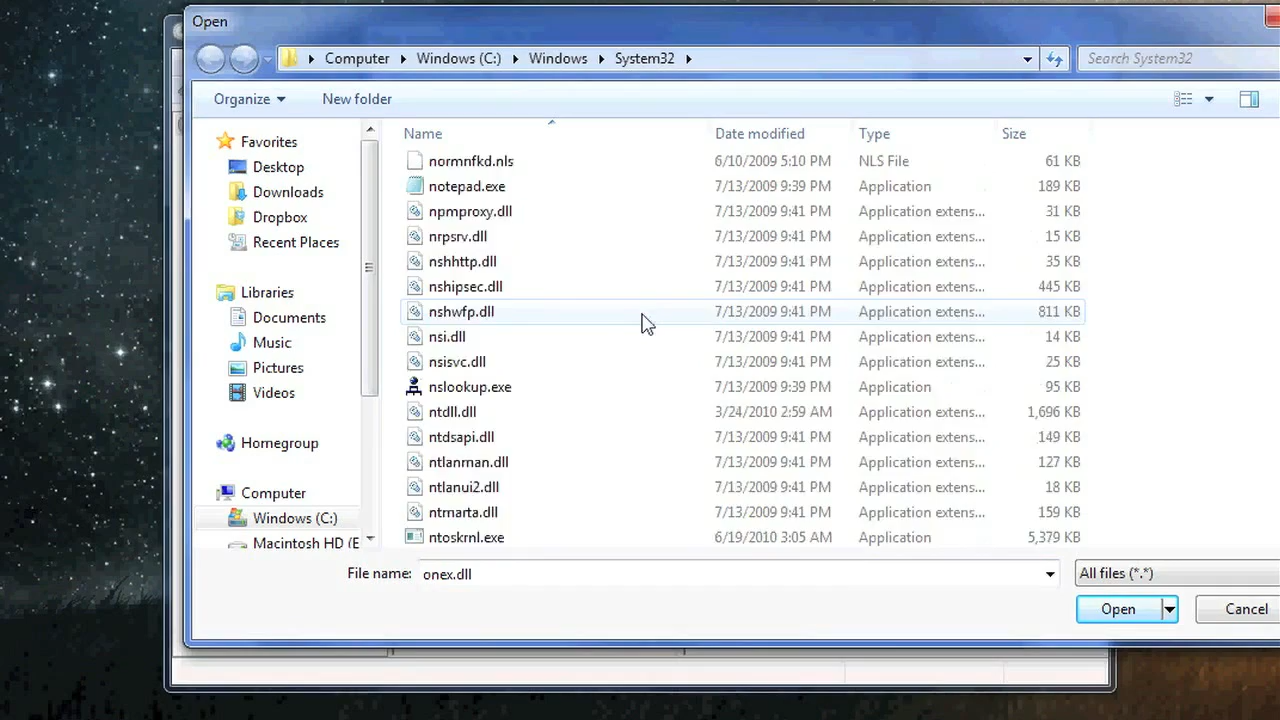 Open
Computer Windows (C:) Windows System32
Search System32
Organize New folder
Name Date modified Type Size
Favorites
Desktop
Downloads
Dropbox
Recent Places
Libraries
Documents
Music
Pictures
Videos
Homegroup
Computer
Windows (C:)
Macintosh HD (E
normnfkd.nls 6/10/2009 5:10 PM NLS File 61 KB
notepad.exe 7/13/2009 9:39 PM Application 189 KB
npmproxy.dll 7/13/2009 9:41 PM Application extens... 31 KB
nrpsrv.dll 7/13/2009 9:41 PM Application extens... 15 KB
nshhttp.dll 7/13/2009 9:41 PM Application extens... 35 KB
nshipsec.dll 7/13/2009 9:41 PM Application extens... 445 KB
nshwfp.dll 7/13/2009 9:41 PM Application extens... 811 KB
nsi.dll 7/13/2009 9:41 PM Application extens... 14 KB
nsisvc.dll 7/13/2009 9:41 PM Application extens... 25 KB
nslookup.exe 7/13/2009 9:39 PM Application 95 KB
ntdll.dll 3/24/2010 2:59 AM Application extens... 1,696 KB
ntdsapi.dll 7/13/2009 9:41 PM Application extens... 149 KB
ntlanman.dll 7/13/2009 9:41 PM Application extens... 127 KB
ntlanui2.dll 7/13/2009 9:41 PM Application extens... 18 KB
ntmarta.dll 7/13/2009 9:41 PM Application extens... 159 KB
ntoskrnl.exe 6/19/2010 3:05 AM Application 5,379 KB
File name: onex.dll
All files (*.*)
Open Cancel